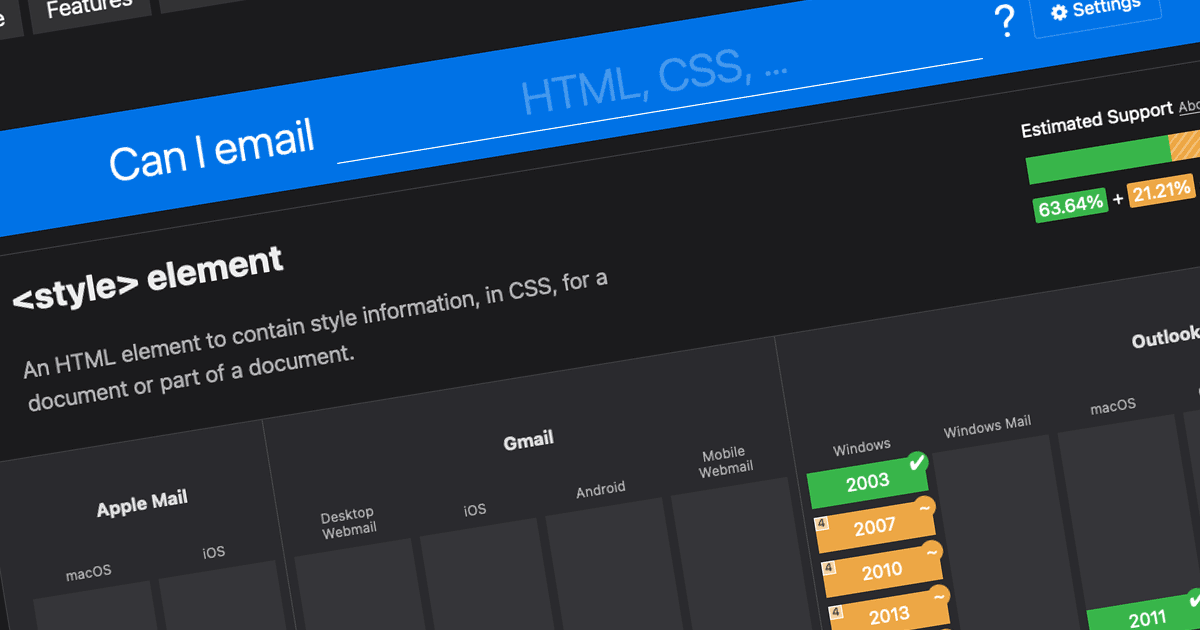 Features
Settings
Can I email
HTML, CSS, ...
?
Estimated Support
63.64% + 21.21%
<style> element
An HTML element to contain style information, in CSS, for a
document or part of a document.
Apple Mail
macOS
iOS
Gmail
Desktop
Webmail
iOS
Android
Mobile
Webmail
Outlook
Windows
Windows Mail
macOS
2003
4 2007 ~
4 2010 ~
4 2013 ~
2011